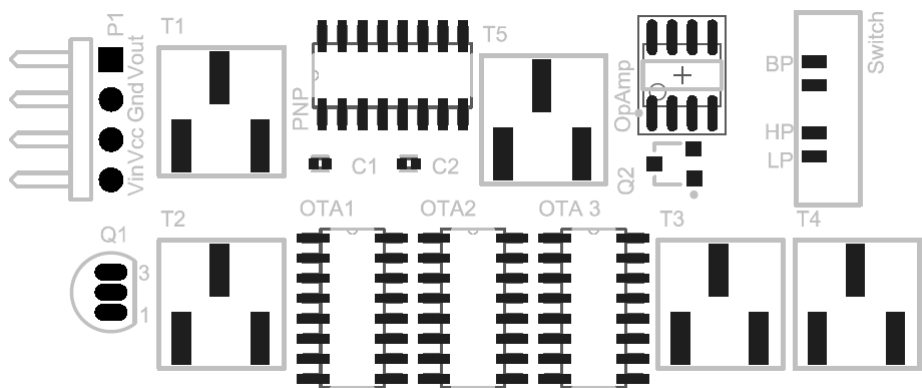 P1
T1
T5
Vout
Gnd
Vcc
Vin
PNP
C1
C2
OpAmp
Q2
BP
HP
LP
Switch
Q1
3
1
T2
OTA1
OTA2
OTA 3
T3
T4